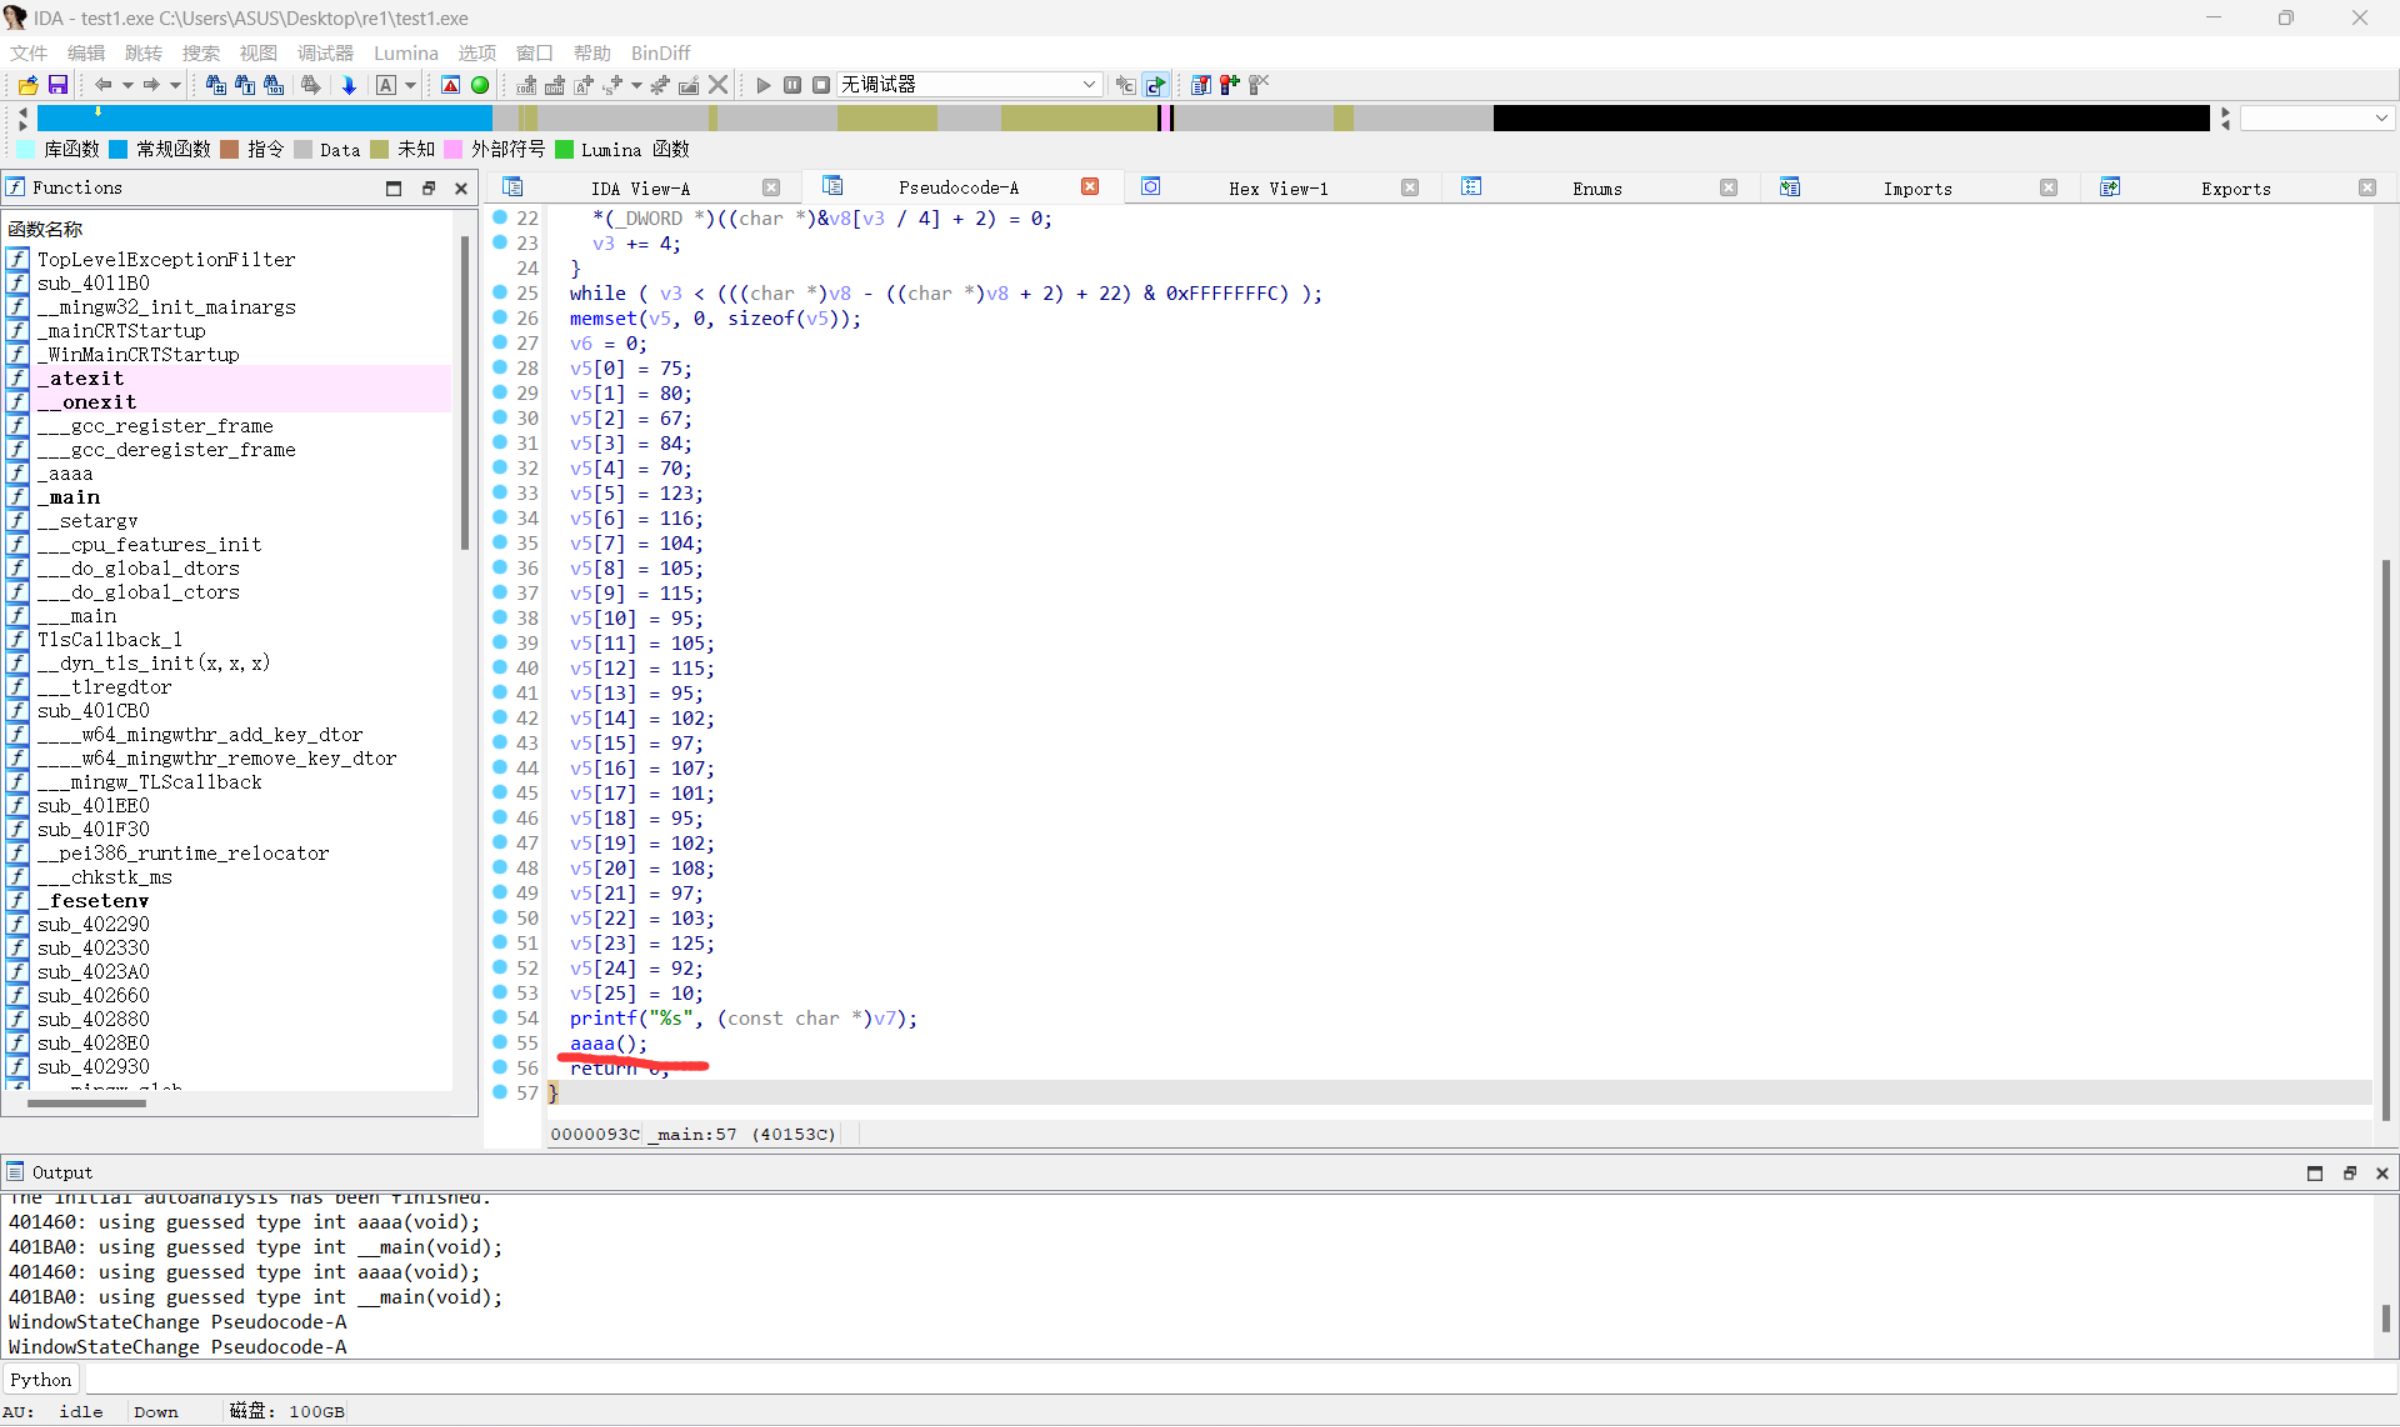 IDA - test1.exe C:\Users\ASUS\Desktop\re1\test1.exe
文件 编辑 跳转 搜索 视图 调试器 Lumina 选项 窗口 帮助 BinDiff
无调试器
库函数 常规函数 指令 Data 未知 外部符号 Lumina 函数
Functions
函数名称
TopLevelExceptionFilter
sub_4011B0
__mingw32_init_mainargs
_mainCRTStartup
_WinMainCRTStartup
_atexit
__onexit
___gcc_register_frame
___gcc_deregister_frame
_aaaa
_main
__setargv
___cpu_features_init
___do_global_dtors
___do_global_ctors
___main
TlsCallback_1
__dyn_tls_init(x,x,x)
___tlregdtor
sub_401CB0
____w64_mingwthr_add_key_dtor
____w64_mingwthr_remove_key_dtor
___mingw_TLScallback
sub_401EE0
sub_401F30
__pei386_runtime_relocator
___chkstk_ms
_fesetenv
sub_402290
sub_402330
sub_4023A0
sub_402660
sub_402880
sub_4028E0
sub_402930
IDA View-A Pseudocode-A Hex View-1 Enums Imports Exports
22 *(_DWORD *)((char *)&v8[v3 / 4] + 2) = 0;
23 v3 += 4;
24 }
25 while ( v3 < (((char *)v8 - ((char *)v8 + 2) + 22) & 0xFFFFFFFC) );
26 memset(v5, 0, sizeof(v5));
27 v6 = 0;
28 v5[0] = 75;
29 v5[1] = 80;
30 v5[2] = 67;
31 v5[3] = 84;
32 v5[4] = 70;
33 v5[5] = 123;
34 v5[6] = 116;
35 v5[7] = 104;
36 v5[8] = 105;
37 v5[9] = 115;
38 v5[10] = 95;
39 v5[11] = 105;
40 v5[12] = 115;
41 v5[13] = 95;
42 v5[14] = 102;
43 v5[15] = 97;
44 v5[16] = 107;
45 v5[17] = 101;
46 v5[18] = 95;
47 v5[19] = 102;
48 v5[20] = 108;
49 v5[21] = 97;
50 v5[22] = 103;
51 v5[23] = 125;
52 v5[24] = 92;
53 v5[25] = 10;
54 printf("%s", (const char *)v7);
55 aaaa();
56 return 0;
57 }
0000093C _main:57 (40153C)
Output
The initial autoanalysis has been finished.
401460: using guessed type int aaaa(void);
401BA0: using guessed type int __main(void);
401460: using guessed type int aaaa(void);
401BA0: using guessed type int __main(void);
WindowStateChange Pseudocode-A
WindowStateChange Pseudocode-A
Python
AU: idle Down 磁盘: 100GB